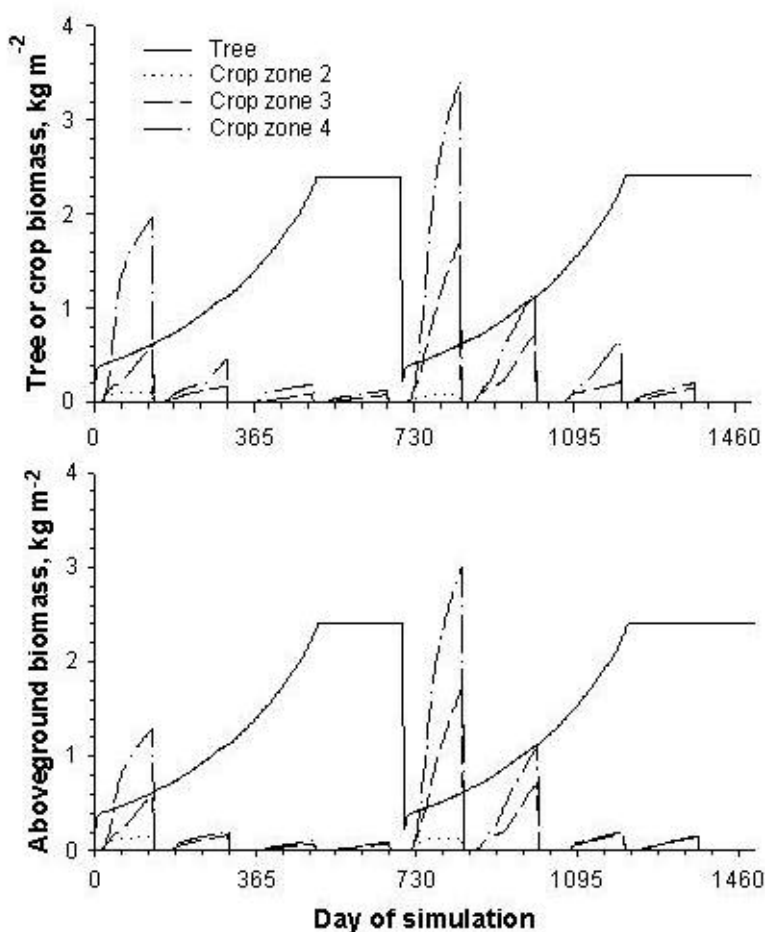 Tree or crop biomass, kg m-2
4
3
2
1
0
Tree
Crop zone 2
Crop zone 3
Crop zone 4
0 365 730 1095 1460
Aboveground biomass, kg m-2
4
3
2
1
0
0 365 730 1095 1460
Day of simulation